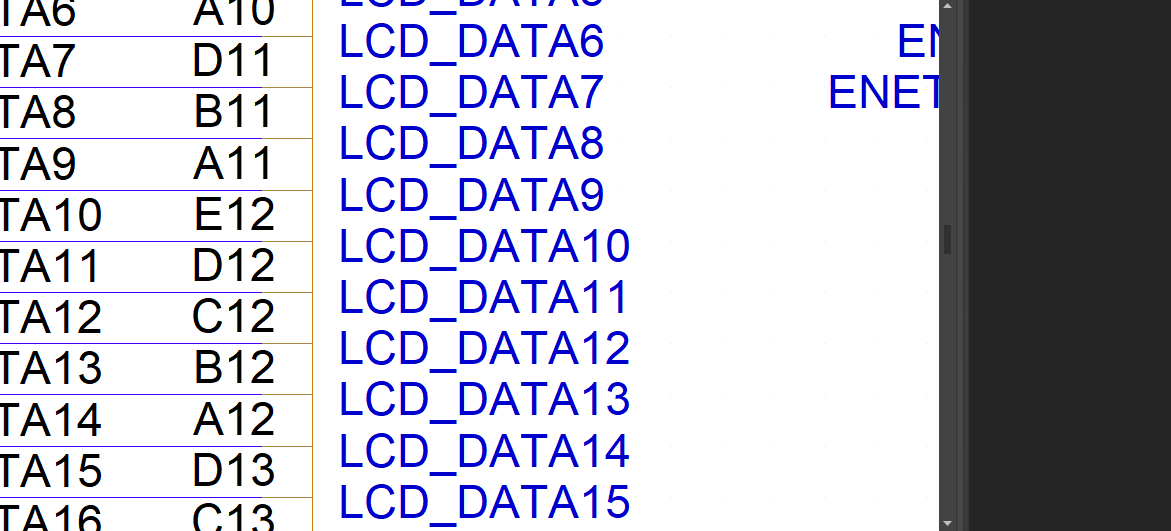 TA6 A10
LCD_DATA6 EN
TA7 D11
LCD_DATA7 ENET
TA8 B11
LCD_DATA8
TA9 A11
LCD_DATA9
TA10 E12
LCD_DATA10
TA11 D12
LCD_DATA11
TA12 C12
LCD_DATA12
TA13 B12
LCD_DATA13
TA14 A12
LCD_DATA14
TA15 D13
LCD_DATA15
TA16 C13